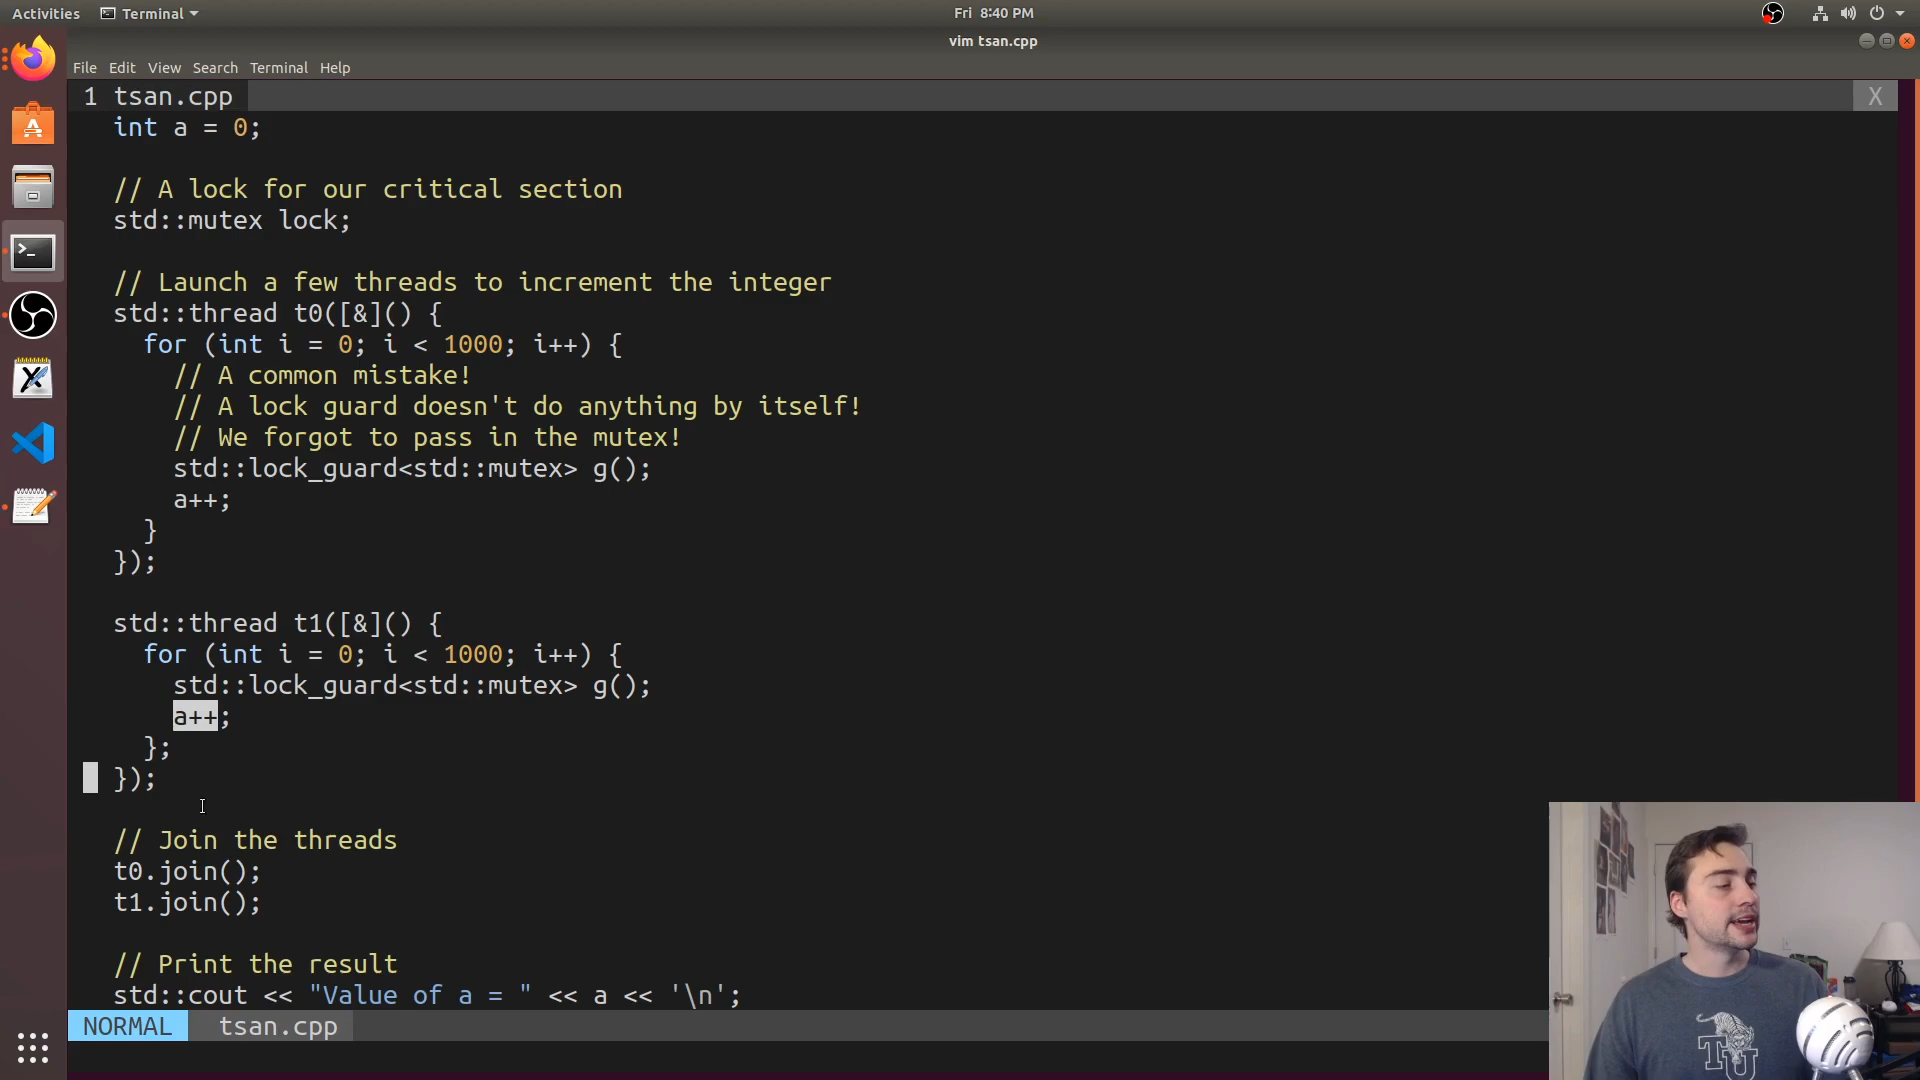 Activities
Terminal
Fri 8:40 PM
vim tsan.cpp
File Edit View Search Terminal Help
1 tsan.cpp
X
int a = 0;
// A lock for our critical section
std::mutex lock;
// Launch a few threads to increment the integer
std::thread t0([&]() {
for (int i = 0; i < 1000; i++) {
// A common mistake!
// A lock guard doesn't do anything by itself!
// We forgot to pass in the mutex!
std::lock_guard<std::mutex> g();
a++;
}
});
std::thread t1([&]() {
for (int i = 0; i < 1000; i++) {
std::lock_guard<std::mutex> g();
a++;
};
});
// Join the threads
t0.join();
t1.join();
// Print the result
std::cout << "Value of a = " << a << '\n';
NORMAL tsan.cpp
TU